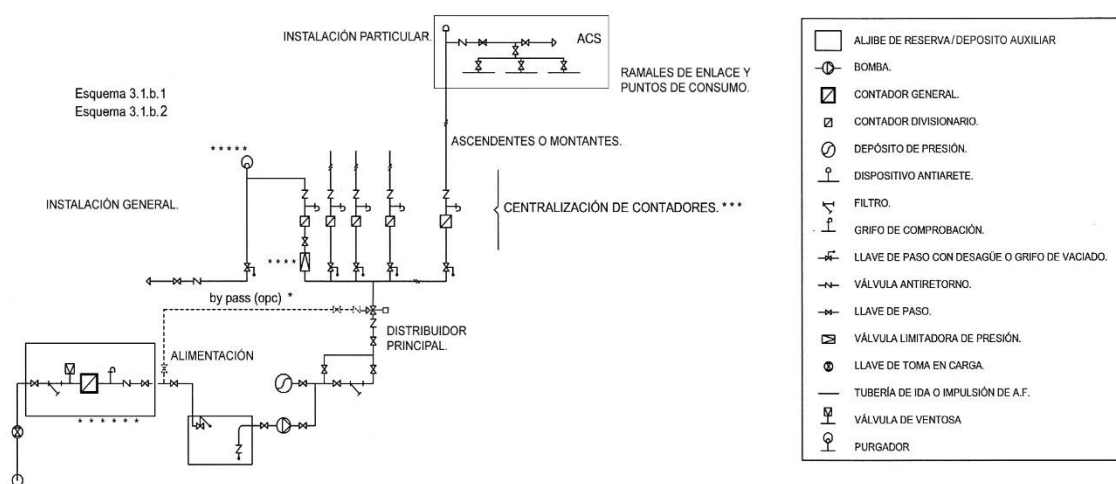 INSTALACIÓN PARTICULAR.
ACS
RAMALES DE ENLACE Y
PUNTOS DE CONSUMO.
Esquema 3.1.b.1
Esquema 3.1.b.2
* * * * *
ASCENDENTES O MONTANTES.
INSTALACIÓN GENERAL.
CENTRALIZACIÓN DE CONTADORES. * * *
* * * *
by pass (opc) *
DISTRIBUIDOR
PRINCIPAL.
ALIMENTACIÓN
* * * * * *
ALJIBE DE RESERVA/DEPOSITO AUXILIAR
BOMBA.
CONTADOR GENERAL.
CONTADOR DIVISIONARIO.
DEPÓSITO DE PRESIÓN.
DISPOSITIVO ANTIARETE.
FILTRO.
GRIFO DE COMPROBACIÓN.
LLAVE DE PASO CON DESAGÜE O GRIFO DE VACIADO.
VÁLVULA ANTIRETORNO.
LLAVE DE PASO.
VÁLVULA LIMITADORA DE PRESIÓN.
LLAVE DE TOMA EN CARGA.
TUBERÍA DE IDA O IMPULSIÓN DE A.F.
VÁLVULA DE VENTOSA
PURGADOR